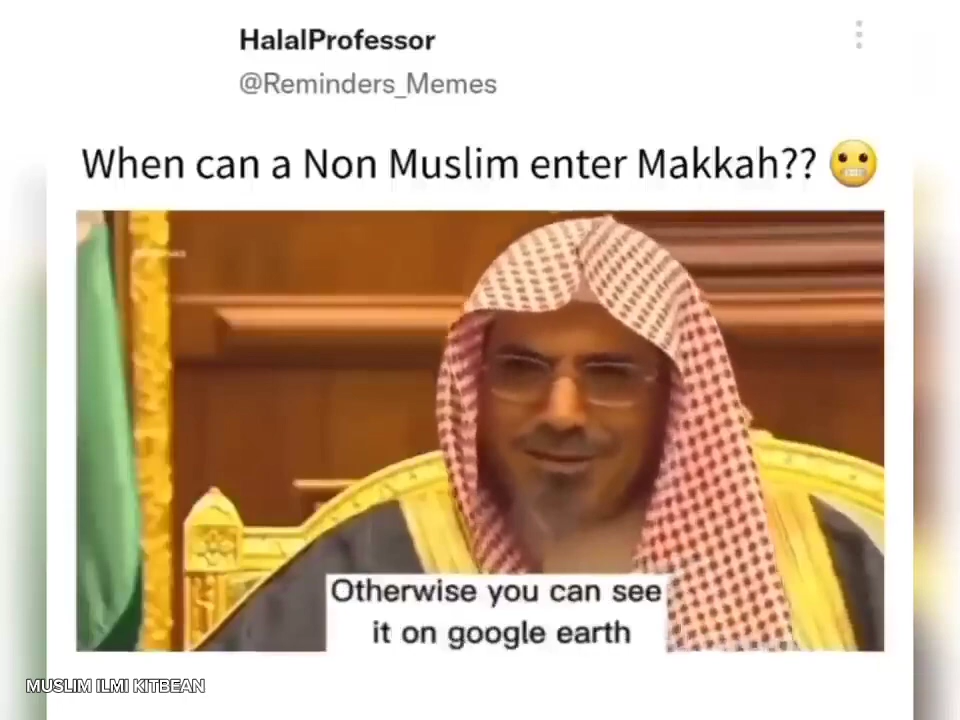 HalalProfessor
@Reminders_Memes
When can a Non Muslim enter Makkah?? 😬
Otherwise you can see
it on google earth
MUSLIM ILMI KITBEAN